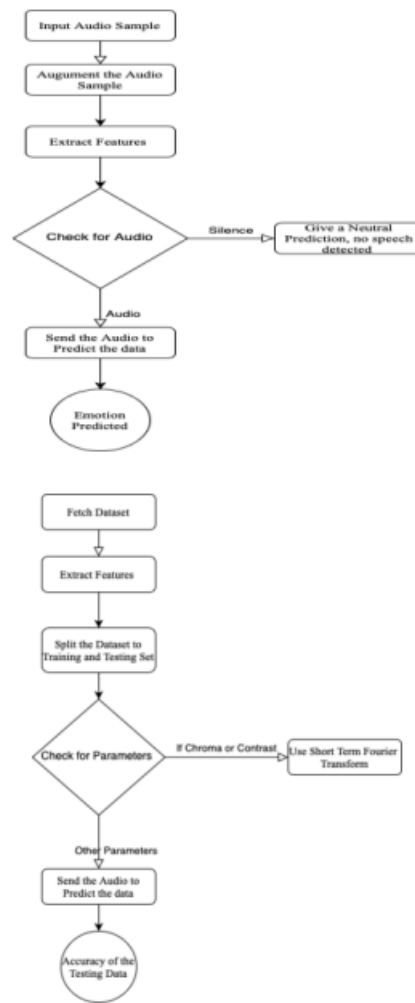 Input Audio Sample
Augument the Audio
Sample
Extract Features
Check for Audio
Silence
Give a Neutral
Prediction, no speech
detected
Audio
Send the Audio to
Predict the data
Emotion
Predicted
Fetch Dataset
Extract Features
Split the Dataset to
Training and Testing Set
Check for Parameters
If Chroma or Contrast
Use Short Term Fourier
Transform
Other Parameters
Send the Audio to
Predict the data
Accuracy of the
Testing Data